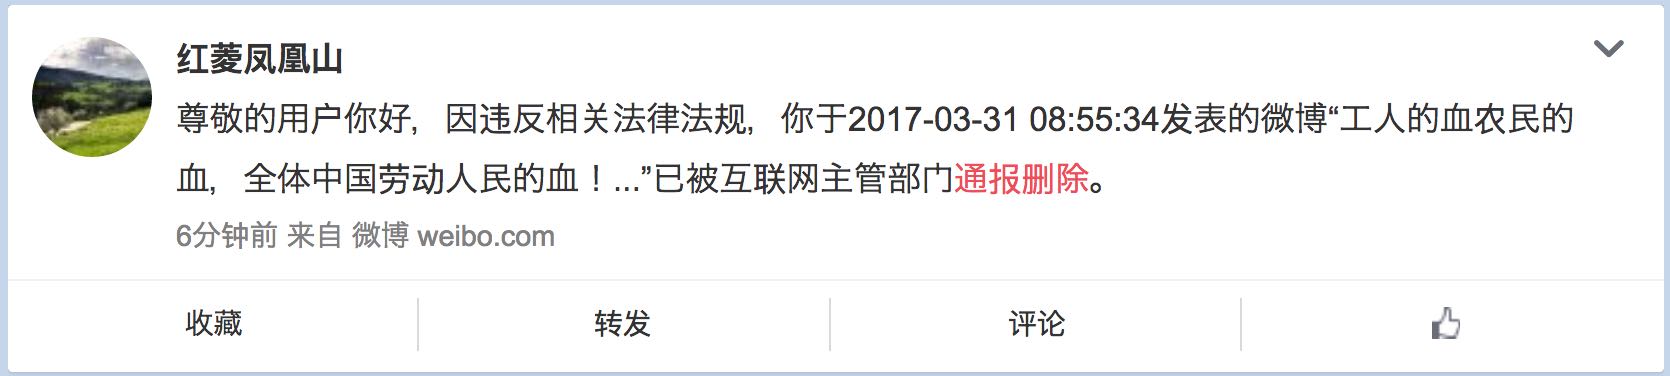 红菱凤凰山
尊敬的用户你好，因违反相关法律法规，你于2017-03-31 08:55:34发表的微博“工人的血农民的
血，全体中国劳动人民的血！...”已被互联网主管部门通报删除。
6分钟前 来自 微博 weibo.com
收藏
转发
评论